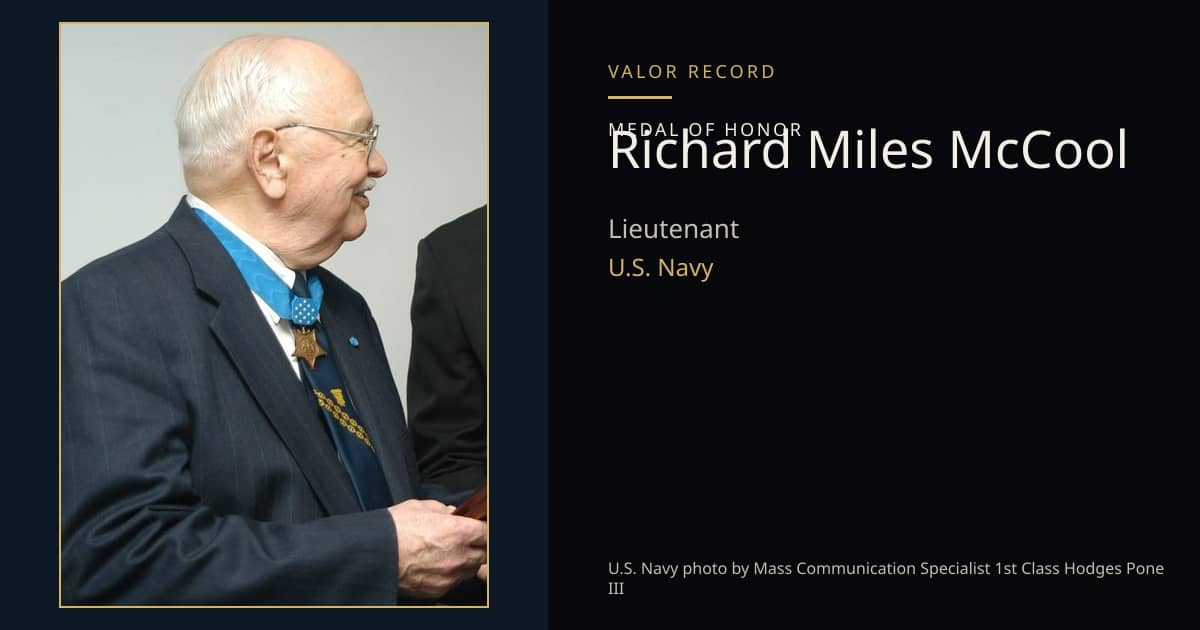 VALOR RECORD
MEDAL OF HONOR
Richard Miles McCool
Lieutenant
U.S. Navy
U.S. Navy photo by Mass Communication Specialist 1st Class Hodges Pone
III